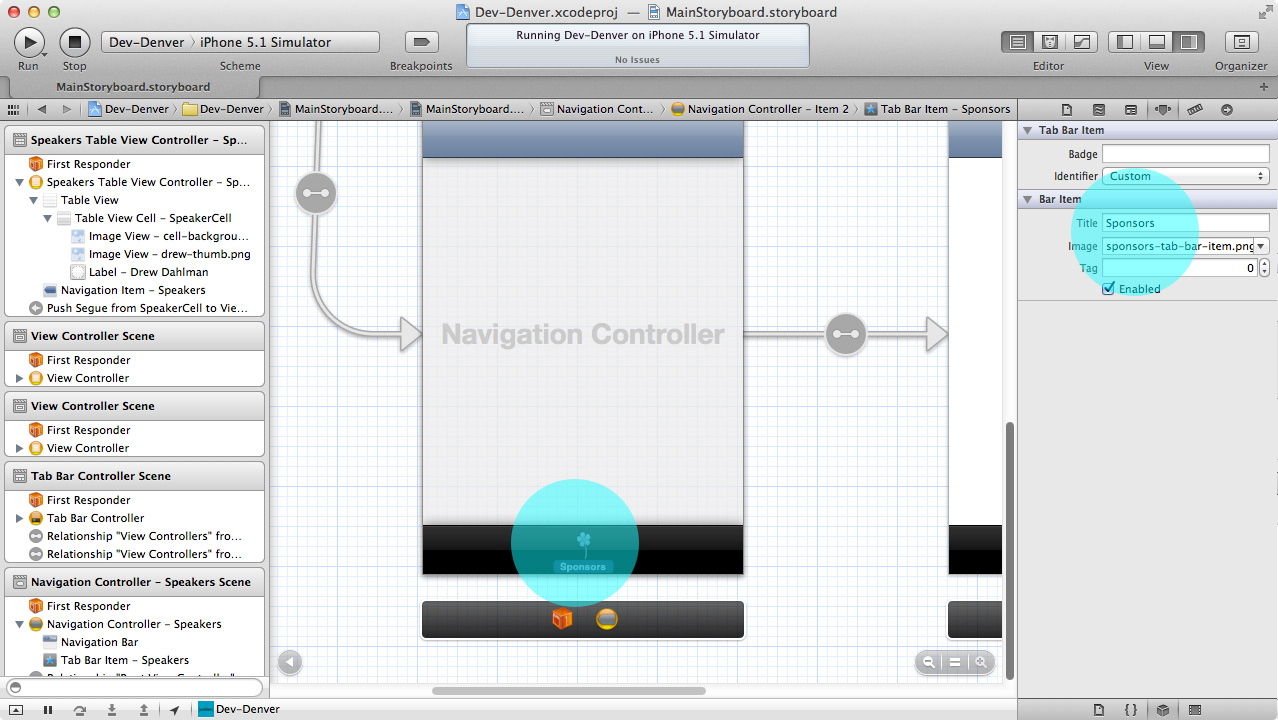 Dev-Denver.xcodeproj — MainStoryboard.storyboard
Dev-Denver 〉 iPhone 5.1 Simulator
Running Dev-Denver on iPhone 5.1 Simulator
No Issues
Run Stop Scheme Breakpoints Editor View Organizer
MainStoryboard.storyboard
Dev-Denver Dev-Denver MainStoryboard.... MainStoryboard.... Navigation Cont... Navigation Controller – Item 2 Tab Bar Item – Sponsors
Speakers Table View Controller – Sp...
First Responder
Speakers Table View Controller – Sp...
Table View
Table View Cell – SpeakerCell
Image View – cell-backgrou...
Image View – drew-thumb.png
Label – Drew Dahlman
Navigation Item – Speakers
Push Segue from SpeakerCell to Vie...
View Controller Scene
First Responder
View Controller
View Controller Scene
First Responder
View Controller
Tab Bar Controller Scene
First Responder
Tab Bar Controller
Relationship "View Controllers" fro...
Relationship "View Controllers" fro...
Navigation Controller – Speakers Scene
First Responder
Navigation Controller – Speakers
Navigation Bar
Tab Bar Item – Speakers
Navigation Controller
Sponsors
Tab Bar Item
Badge
Identifier Custom
Bar Item
Title Sponsors
Image sponsors-tab-bar-item.png
Tag 0
Enabled
Dev-Denver